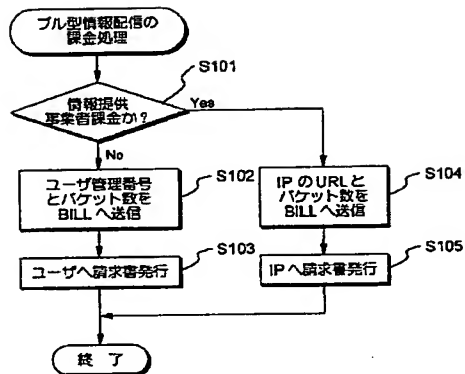 プル型情報配信の
課金処理
S101
情報提供
事業者課金か?
Yes
No
ユーザ管理番号
とパケット数を
BILLへ送信
S102
IPのURLと
パケット数を
BILLへ送信
S104
ユーザへ請求書発行
S103
IPへ請求書発行
S105
終了